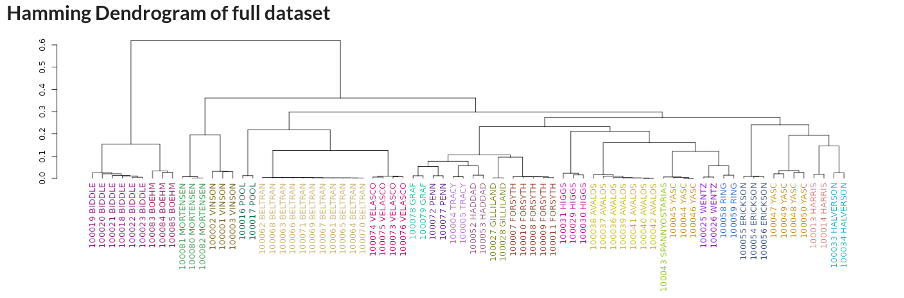 Hamming Dendrogram of full dataset
0.6
0.5
0.4
0.3
0.2
0.1
0.0
100019 BIDDLE
100020 BIDDLE
100021 BIDDLE
100018 BIDDLE
100022 BIDDLE
100023 BIDDLE
BOEHM
BOEHM
BOEHM
100081 MORTENSEN
100080 MORTENSEN
100082 MORTENSEN
100002 VINSON
100001 VINSON
100003 VINSON
100016 POOL
100017 POOL
100062 BELTRAN
100068 BELTRAN
100063 BELTRAN
100066 BELTRAN
100071 BELTRAN
100069 BELTRAN
BELTRAN
100061 BELTRAN
100065 BELTRAN
100064 BELTRAN
100070 BELTRAN
100074 VELASCO
100075 VELASCO
100073 VELASCO
100076 VELASCO
100078 GRAF
100079 GRAF
100072 PENN
100077 PENN
100004 TRACY
TRACY
100052 HADDAD
100053 HADDAD
100027 GILLILAND
100028 GILLILAND
100007 FORSYTH
100010 FORSYTH
100008 FORSYTH
100009 FORSYTH
100011 FORSYTH
100031 HIGGS
HIGGS
100030 HIGGS
100038 AVALOS
100037 AVALOS
100036 AVALOS
100039 AVALOS
100041 AVALOS
100040 AVALOS
100042 AVALOS
100043 SPANNYOSTARIAS
100045 YASC
100044 YASC
100046 YASC
100025 WENTZ
100026 WENTZ
100058 RING
100059 RING
100055 ERICKSON
100054 ERICKSON
100056 ERICKSON
100047 YASC
100049 YASC
100048 YASC
100050 YASC
100013 HARRIS
100014 HARRIS
100033 HALVERSON
100034 HALVERSON